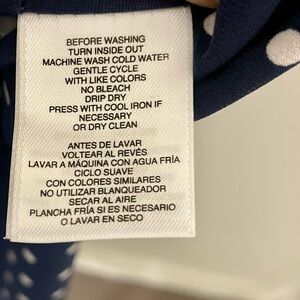 BEFORE WASHING
TURN INSIDE OUT
MACHINE WASH COLD WATER
GENTLE CYCLE
WITH LIKE COLORS
NO BLEACH
DRIP DRY
PRESS WITH COOL IRON IF
NECESSARY
OR DRY CLEAN
ANTES DE LAVAR
VOLTEAR AL REVÉS
LAVAR A MÁQUINA CON AGUA FRÍA
CICLO SUAVE
CON COLORES SIMILARES
NO UTILIZAR BLANQUEADOR
SECAR AL AIRE
PLANCHA FRÍA SI ES NECESARIO
O LAVAR EN SECO